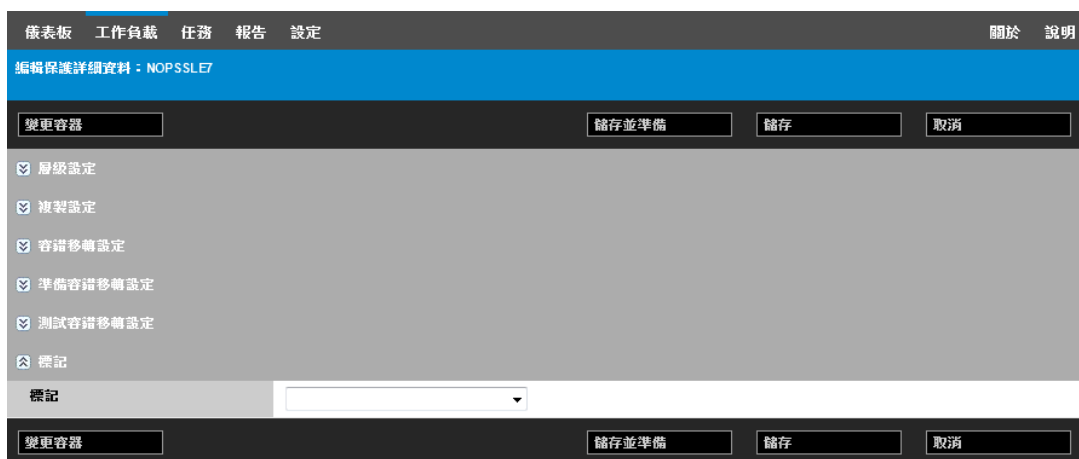 儀表板 工作負載 任務 報告 設定 關於 說明
編輯保護詳細資料：NOPSSLE7
變更容器 儲存並準備 儲存 取消
層級設定
複製設定
容錯移轉設定
準備容錯移轉設定
測試容錯移轉設定
標記
標記
變更容器 儲存並準備 儲存 取消